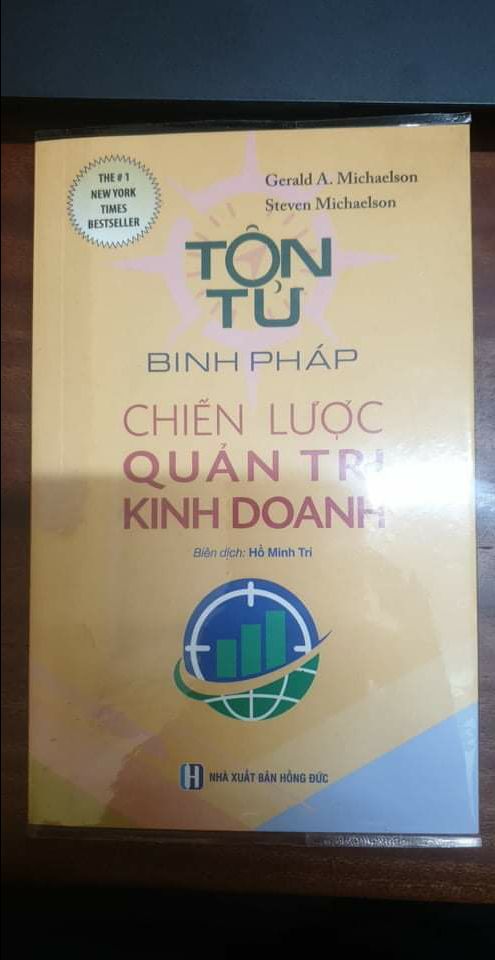 THE # 1
NEW YORK
TIMES
BESTSELLER
Gerald A. Michaelson
Steven Michaelson
TÔN
TỬ
BINH PHÁP
CHIẾN LƯỢC
QUẢN TRỊ
KINH DOANH
Biên dịch: Hồ Minh Trí
NHÀ XUẤT BẢN HỒNG ĐỨC